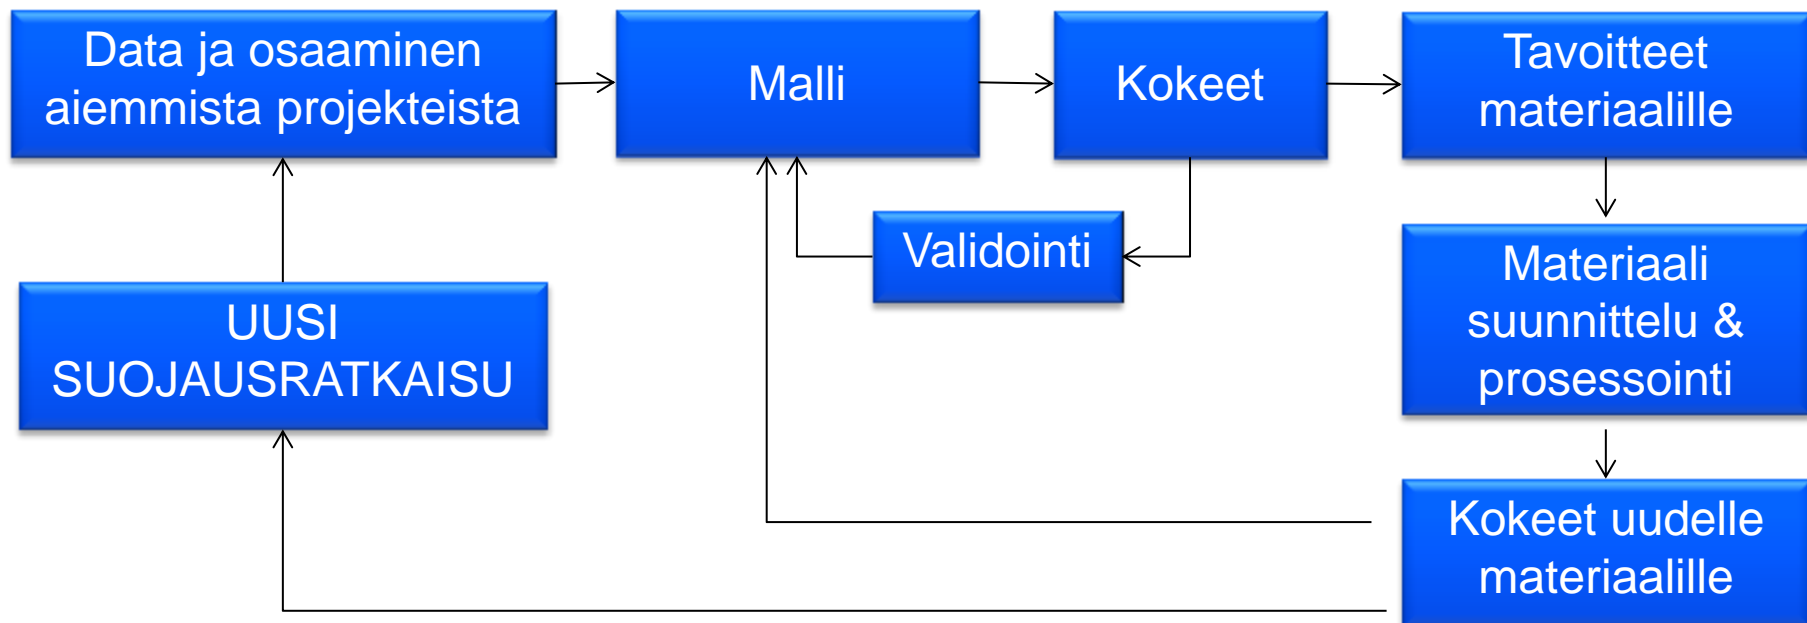 Data ja osaaminen
aiemmista projekteista
Malli
Kokeet
Tavoitteet
materiaalille
Validointi
UUSI
SUOJAUSRATKAISU
Materiaali
suunnittelu &
prosessointi
Kokeet uudelle
materiaalille